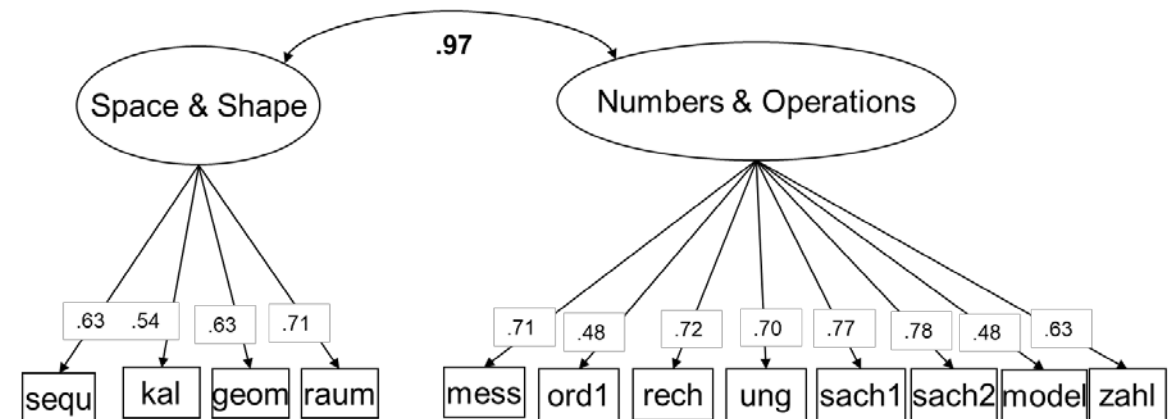 .97
Space & Shape
Numbers & Operations
.63 .54 .63 .71
.71 .48 .72 .70 .77 .78 .48 .63
sequ kal geom raum
mess ord1 rech ung sach1 sach2 model zahl